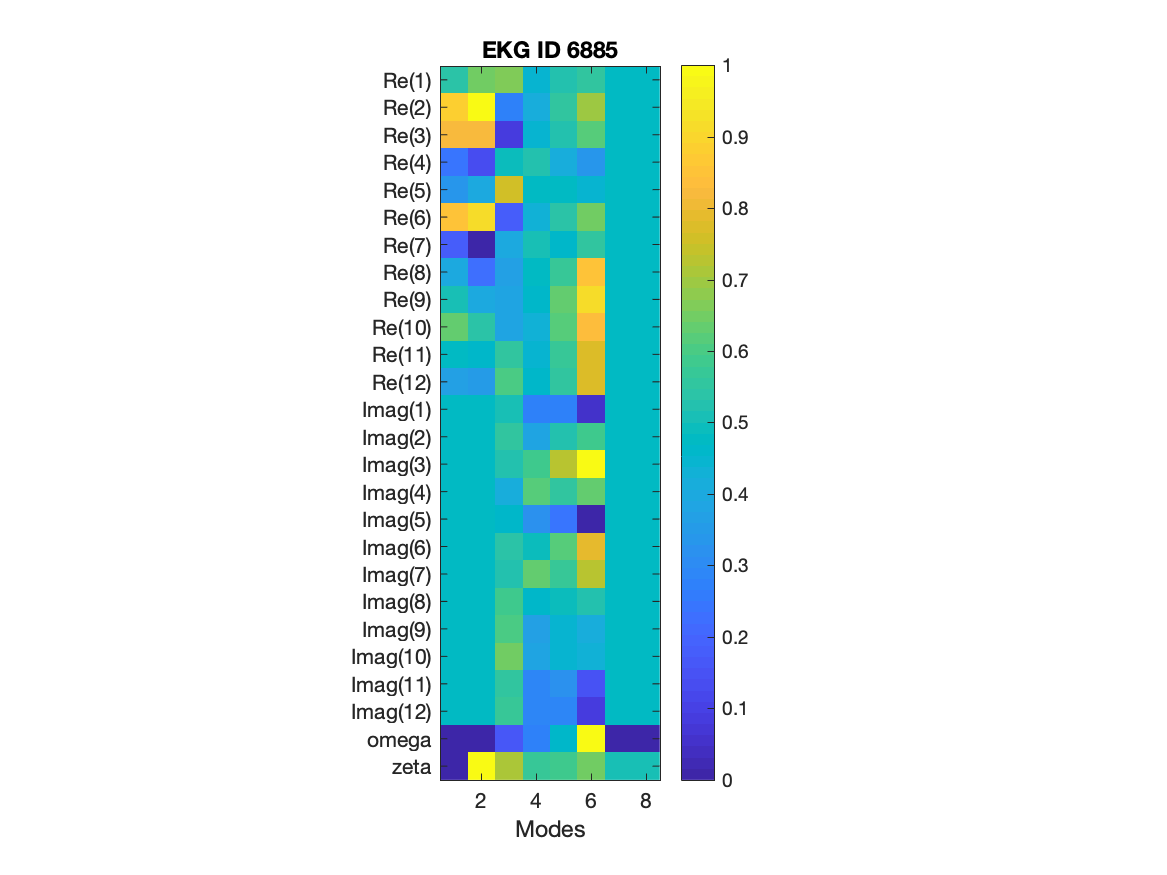 EKG ID 6885
Re(1)
Re(2)
Re(3)
Re(4)
Re(5)
Re(6)
Re(7)
Re(8)
Re(9)
Re(10)
Re(11)
Re(12)
Imag(1)
Imag(2)
Imag(3)
Imag(4)
Imag(5)
Imag(6)
Imag(7)
Imag(8)
Imag(9)
Imag(10)
Imag(11)
Imag(12)
omega
zeta
2 4 6 8
Modes
1
0.9
0.8
0.7
0.6
0.5
0.4
0.3
0.2
0.1
0